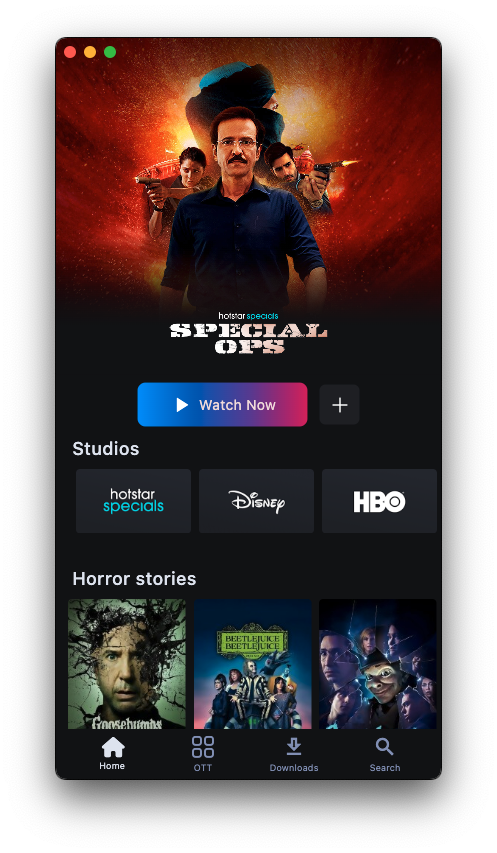 hotstar specials
SPECIAL
OPS
Watch Now
Studios
hotstar
specials
Disney
HBO
Horror stories
Goosebumps
BEETLEJUICE
BEETLEJUICE
Home
OTT
Downloads
Search